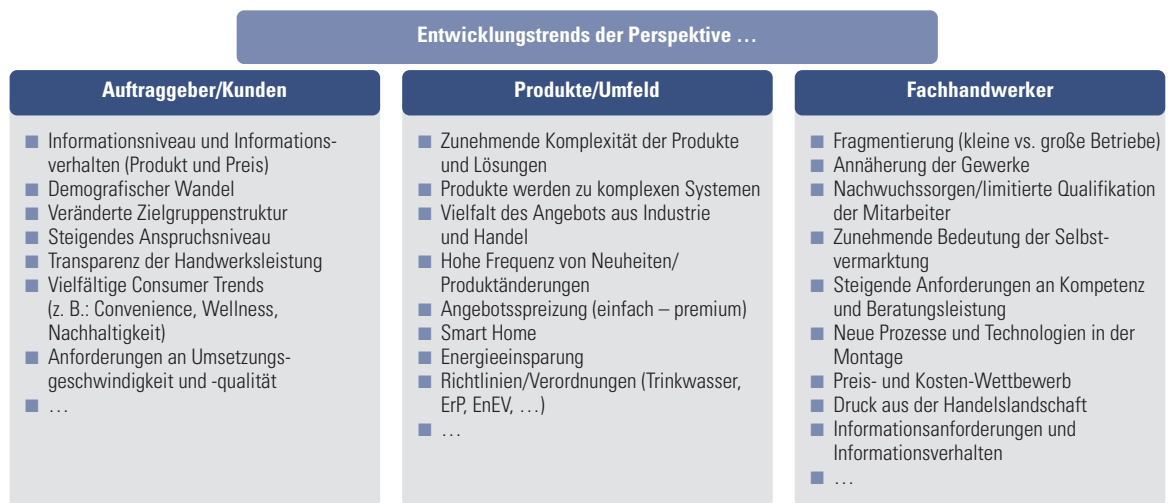 Entwicklungstrends der Perspektive …
Auftraggeber/Kunden
■ Informationsniveau und Informations-
verhalten (Produkt und Preis)
■ Demografischer Wandel
■ Veränderte Zielgruppenstruktur
■ Steigendes Anspruchsniveau
■ Transparenz der Handwerksleistung
■ Vielfältige Consumer Trends
(z. B.: Convenience, Wellness,
Nachhaltigkeit)
■ Anforderungen an Umsetzungs-
geschwindigkeit und -qualität
■ …
Produkte/Umfeld
■ Zunehmende Komplexität der Produkte
und Lösungen
■ Produkte werden zu komplexen Systemen
■ Vielfalt des Angebots aus Industrie
und Handel
■ Hohe Frequenz von Neuheiten/
Produktänderungen
■ Angebotsspreizung (einfach – premium)
■ Smart Home
■ Energieeinsparung
■ Richtlinien/Verordnungen (Trinkwasser,
ErP, EnEV, …)
■ …
Fachhandwerker
■ Fragmentierung (kleine vs. große Betriebe)
■ Annäherung der Gewerke
■ Nachwuchssorgen/limitierte Qualifikation
der Mitarbeiter
■ Zunehmende Bedeutung der Selbst-
vermarktung
■ Steigende Anforderungen an Kompetenz
und Beratungsleistung
■ Neue Prozesse und Technologien in der
Montage
■ Preis- und Kosten-Wettbewerb
■ Druck aus der Handelslandschaft
■ Informationsanforderungen und
Informationsverhalten
■ …